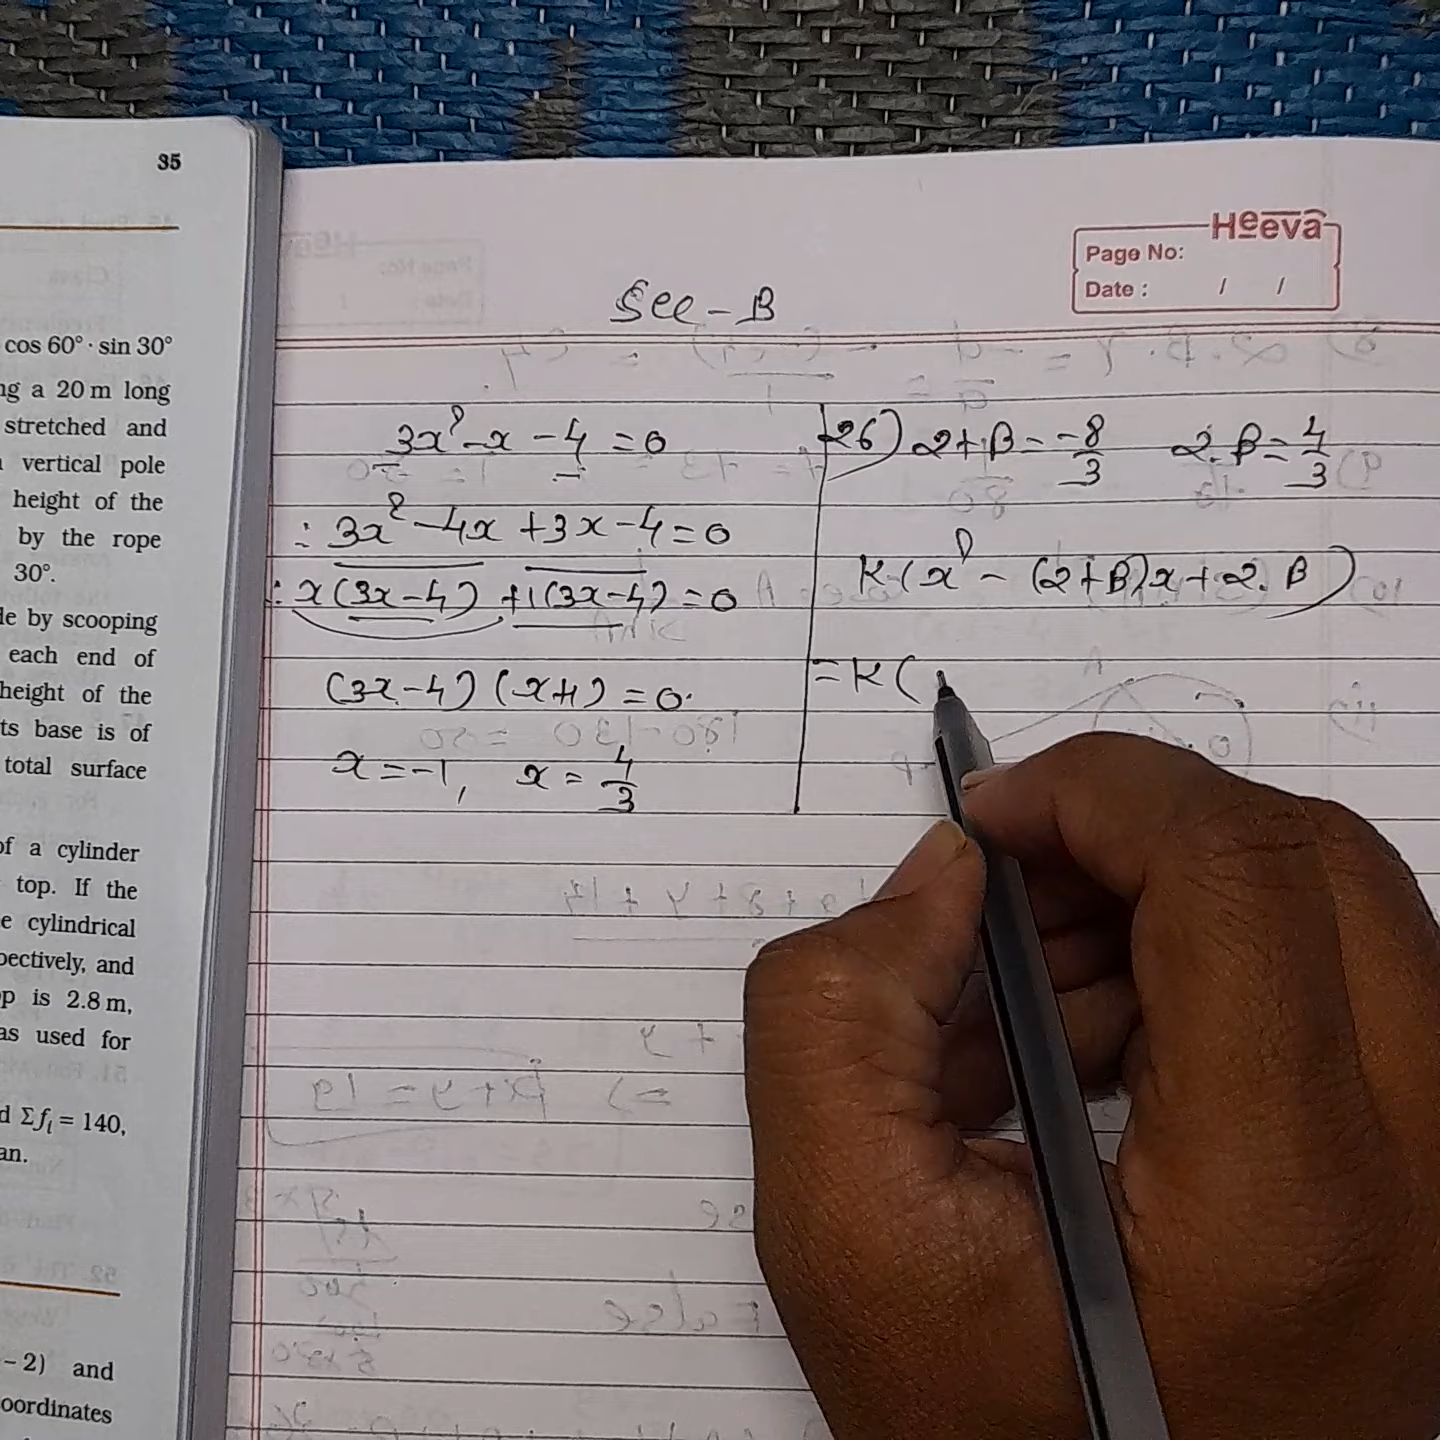 35
cos 60° · sin 30°
ng a 20 m long
stretched and
vertical pole
height of the
by the rope
30°.
le by scooping
each end of
height of the
ts base is of
total surface
of a cylinder
top. If the
e cylindrical
pectively, and
p is 2.8 m,
as used for
d Σfᵢ = 140,
an.
– 2) and
oordinates
Heeva
Page No:
Date : / /
Sec - B
3x² - x - 4 = 0
∴ 3x² - 4x + 3x - 4 = 0
∴ x(3x - 4) + 1(3x - 4) = 0
(3x - 4) (x + 1) = 0.
x = -1, x = 4/3
26) α + β = -8/3 α . β = 4/3
K (x² - (α + β)x + α . β)
= K (